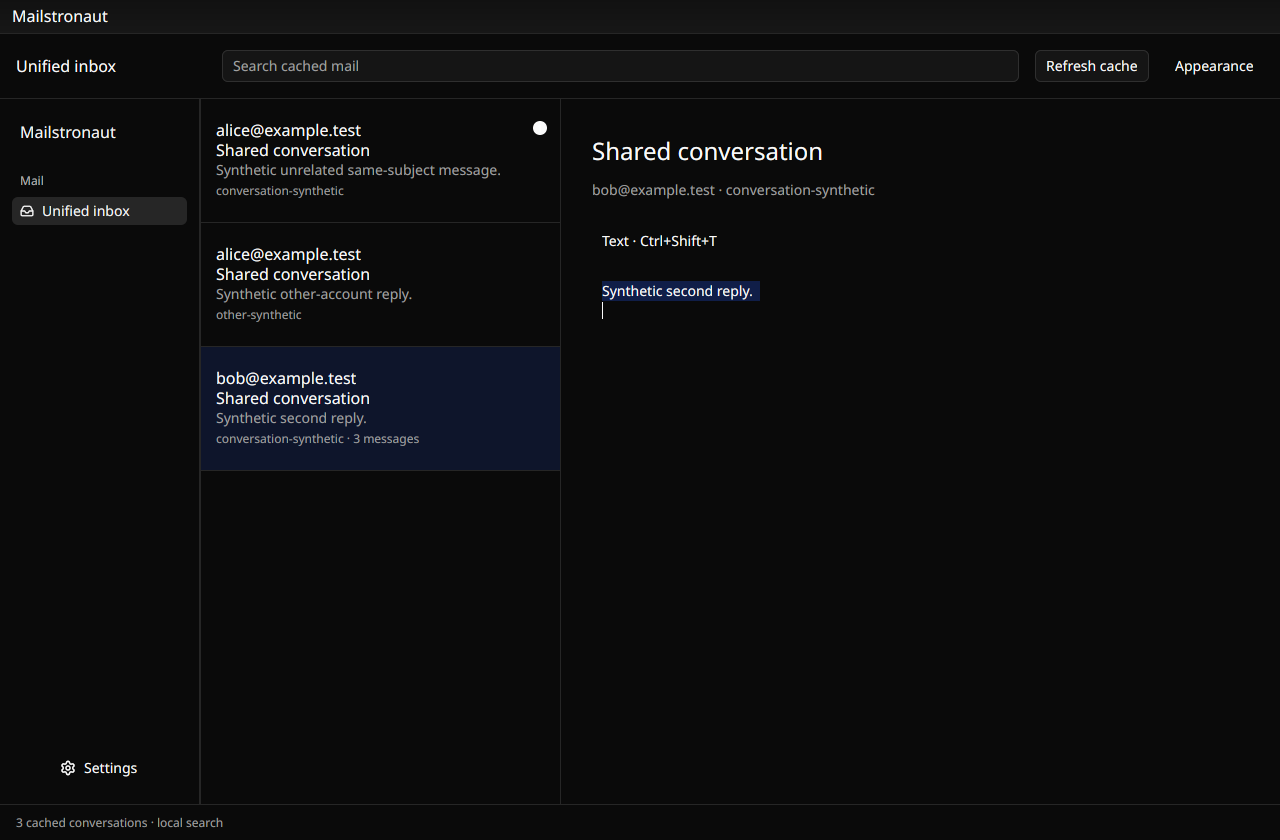 Mailstronaut
Unified inbox
Search cached mail
Refresh cache
Appearance
Mailstronaut
Mail
Unified inbox
Settings
alice@example.test
Shared conversation
Synthetic unrelated same-subject message.
conversation-synthetic
alice@example.test
Shared conversation
Synthetic other-account reply.
other-synthetic
bob@example.test
Shared conversation
Synthetic second reply.
conversation-synthetic · 3 messages
Shared conversation
bob@example.test · conversation-synthetic
Text · Ctrl+Shift+T
Synthetic second reply.
3 cached conversations · local search